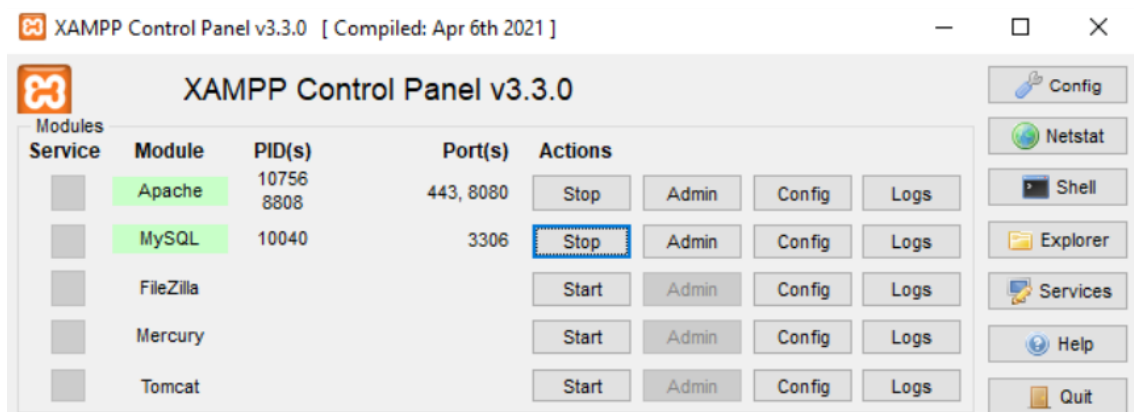 XAMPP Control Panel v3.3.0 [ Compiled: Apr 6th 2021 ]
XAMPP Control Panel v3.3.0
Config
Modules
Service Module PID(s) Port(s) Actions
Netstat
Apache 10756 8808 443, 8080 Stop Admin Config Logs
Shell
MySQL 10040 3306 Stop Admin Config Logs
Explorer
FileZilla Start Admin Config Logs
Services
Mercury Start Admin Config Logs
Help
Tomcat Start Admin Config Logs
Quit